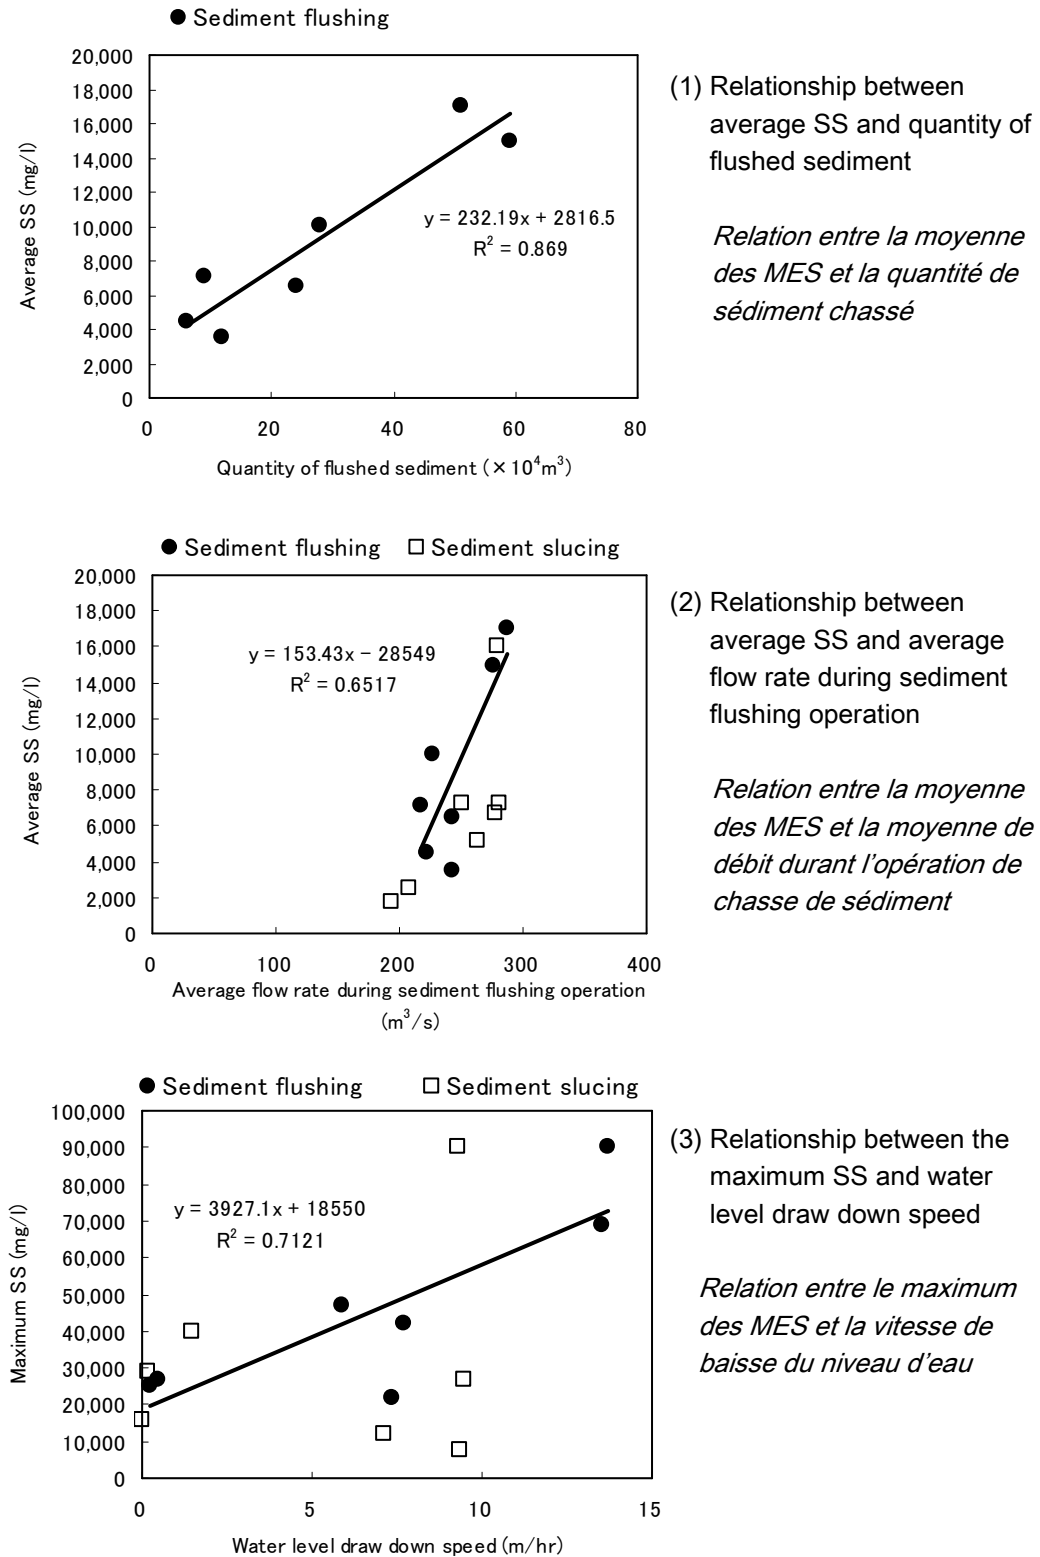 ● Sediment flushing
20,000
18,000
16,000
14,000
12,000
10,000
8,000
6,000
4,000
2,000
0
Average SS (mg/l)
y = 232.19x + 2816.5
R² = 0.869
0 20 40 60 80
Quantity of flushed sediment (×10⁴m³)
(1) Relationship between
average SS and quantity of
flushed sediment
Relation entre la moyenne
des MES et la quantité de
sédiment chassé
● Sediment flushing □ Sediment slucing
20,000
18,000
16,000
14,000
12,000
10,000
8,000
6,000
4,000
2,000
0
Average SS (mg/l)
y = 153.43x − 28549
R² = 0.6517
0 100 200 300 400
Average flow rate during sediment flushing operation
(m³/s)
(2) Relationship between
average SS and average
flow rate during sediment
flushing operation
Relation entre la moyenne
des MES et la moyenne de
débit durant l'opération de
chasse de sédiment
● Sediment flushing □ Sediment slucing
100,000
90,000
80,000
70,000
60,000
50,000
40,000
30,000
20,000
10,000
0
Maximum SS (mg/l)
y = 3927.1x + 18550
R² = 0.7121
0 5 10 15
Water level draw down speed (m/hr)
(3) Relationship between the
maximum SS and water
level draw down speed
Relation entre le maximum
des MES et la vitesse de
baisse du niveau d'eau